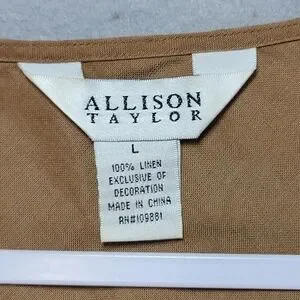 ALLISON
TAYLOR
L
100% LINEN
EXCLUSIVE OF
DECORATION
MADE IN CHINA
RN#109881